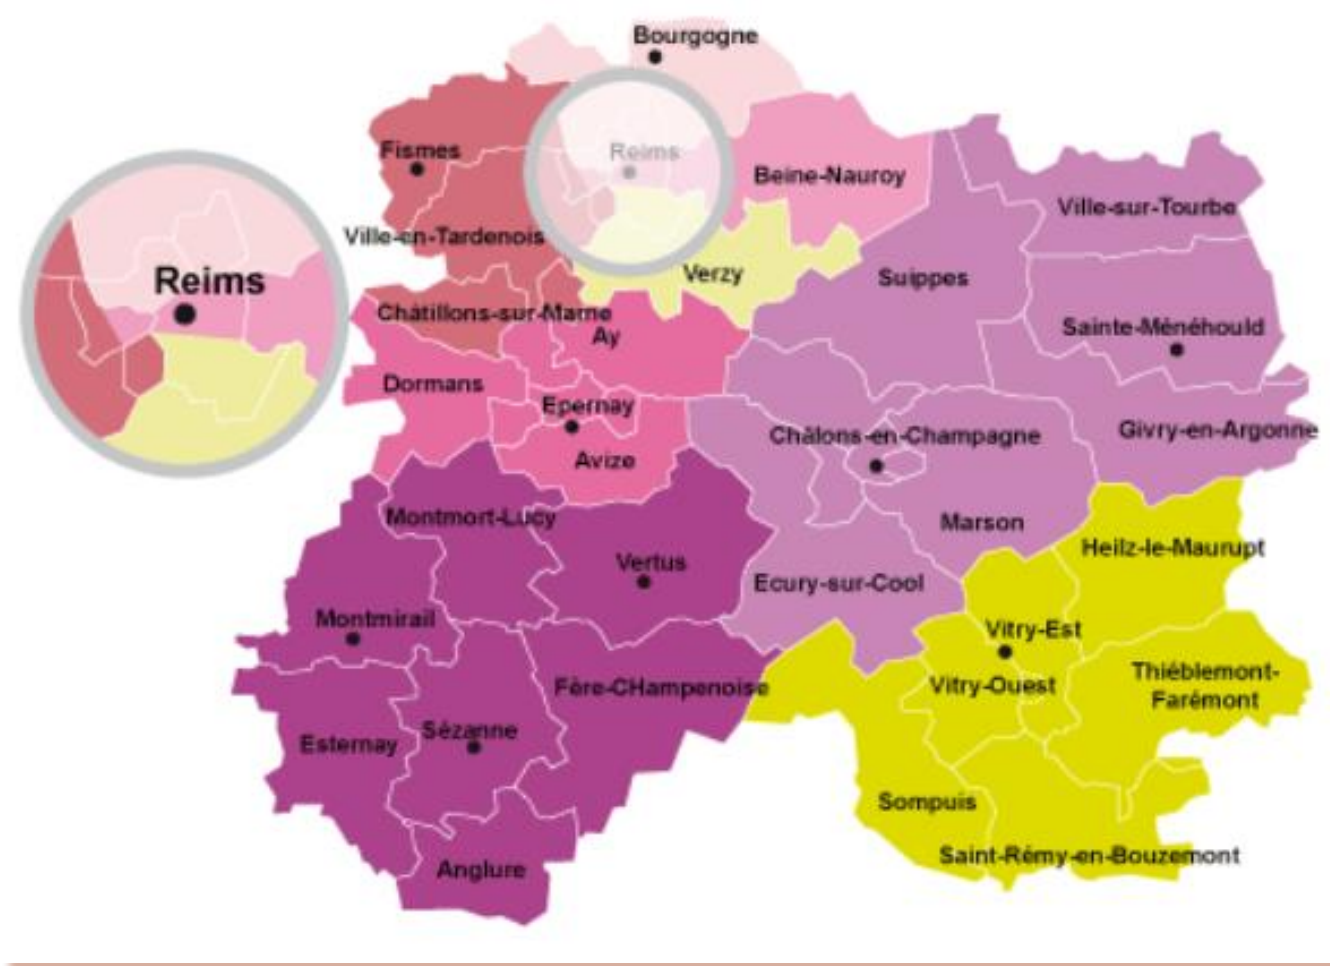 Bourgogne
Fismes
Reims
Beine-Nauroy
Ville-sur-Tourbe
Ville-en-Tardenois
Verzy
Suippes
Reims
Châtillons-sur-Marne
Ay
Sainte-Ménéhould
Dormans
Epernay
Châlons-en-Champagne
Givry-en-Argonne
Avize
Montmort-Lucy
Marson
Heilz-le-Maurupt
Vertus
Ecury-sur-Cool
Montmirail
Vitry-Est
Fère-CHampenoise
Vitry-Ouest
Thiéblemont-
Farémont
Esternay
Sézanne
Sompuis
Saint-Rémy-en-Bouzemont
Anglure